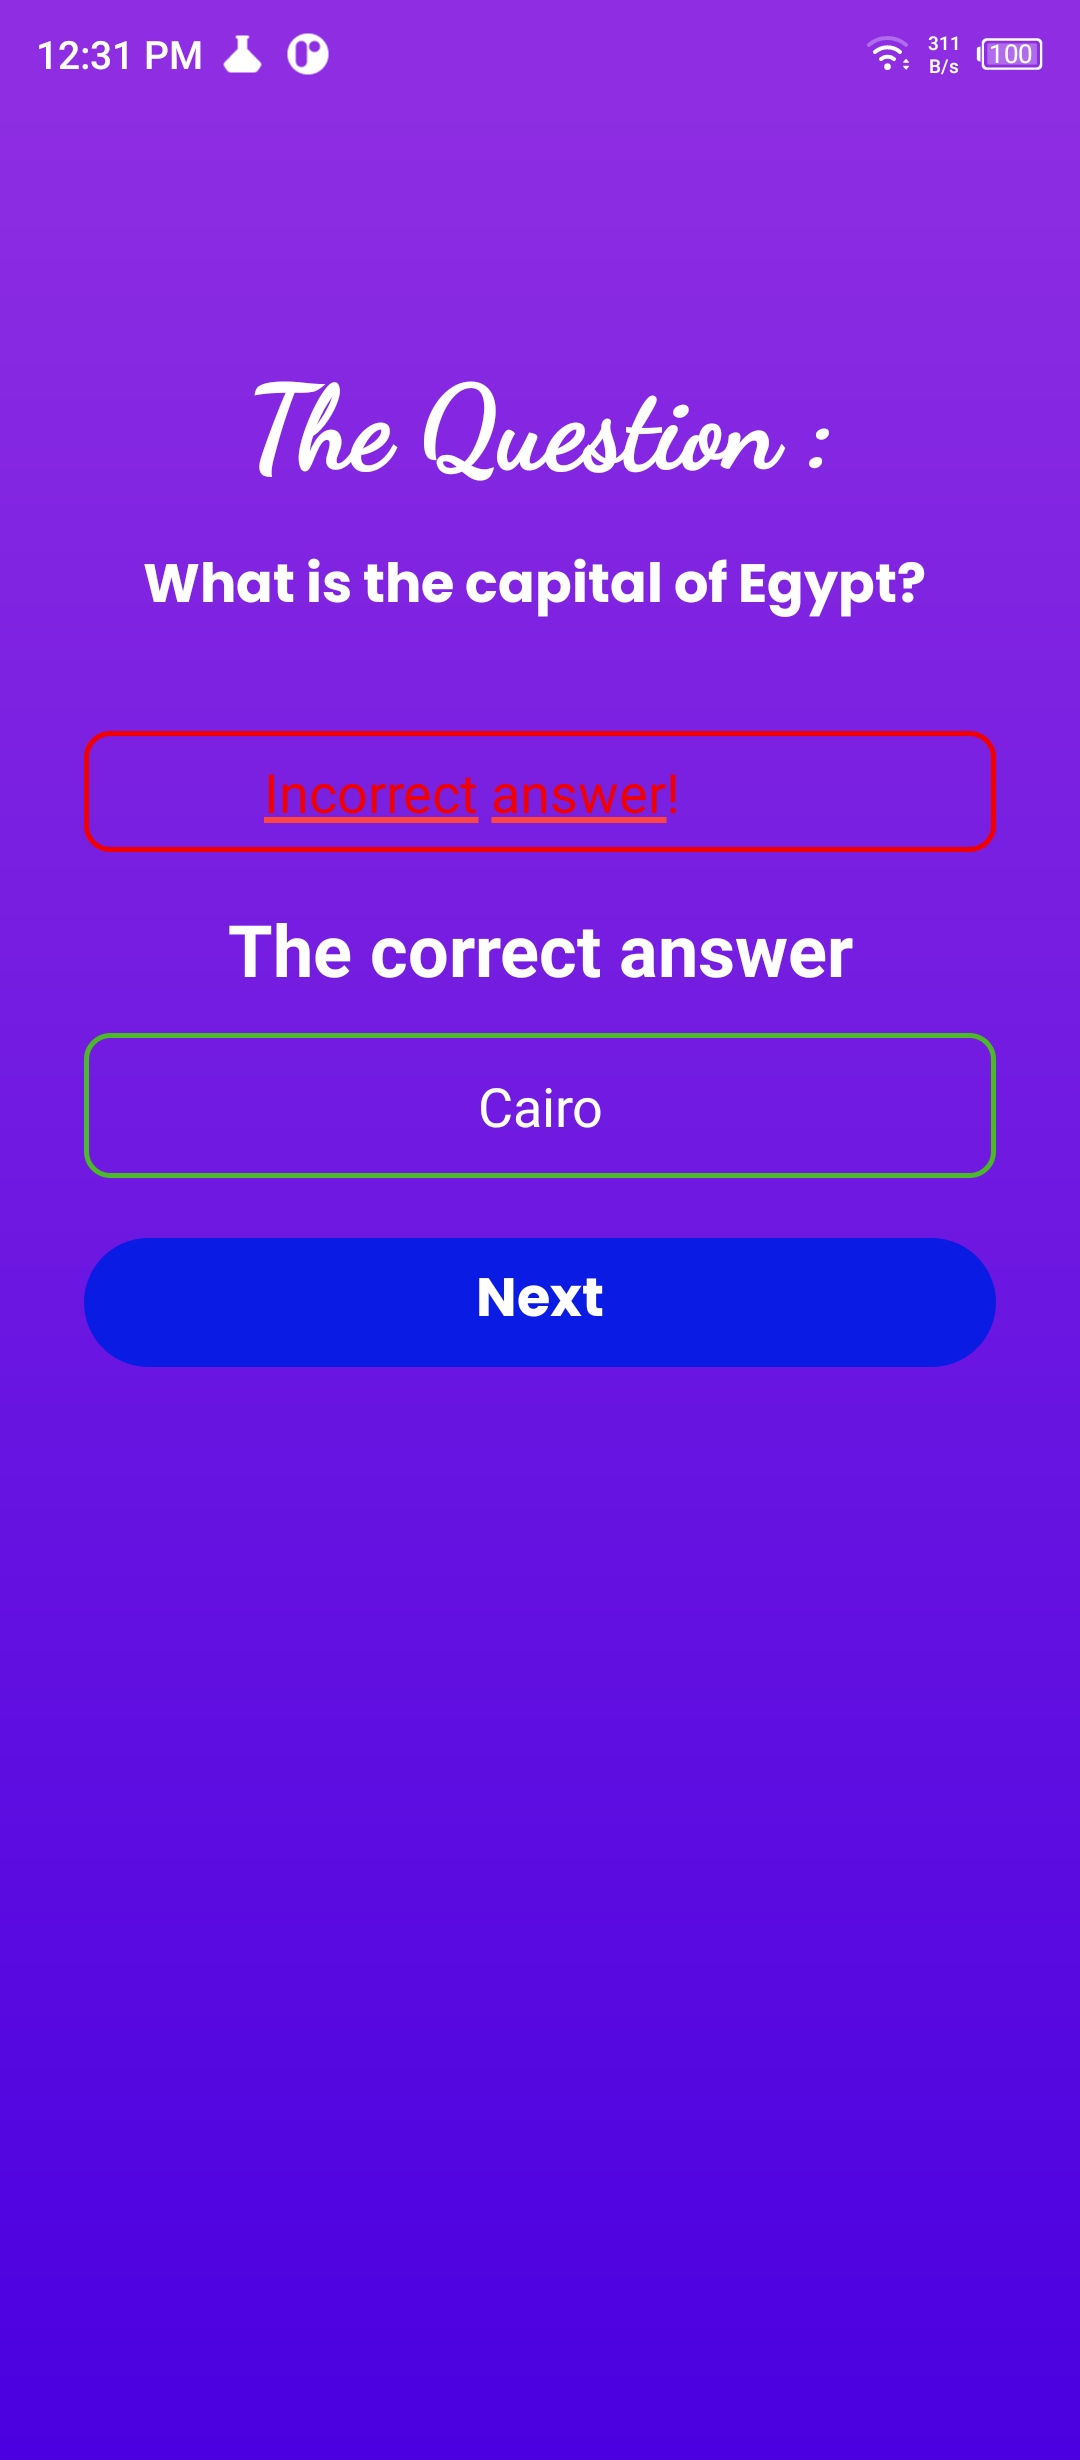 12:31 PM
311
B/s
100
The Question :
What is the capital of Egypt?
Incorrect answer!
The correct answer
Cairo
Next